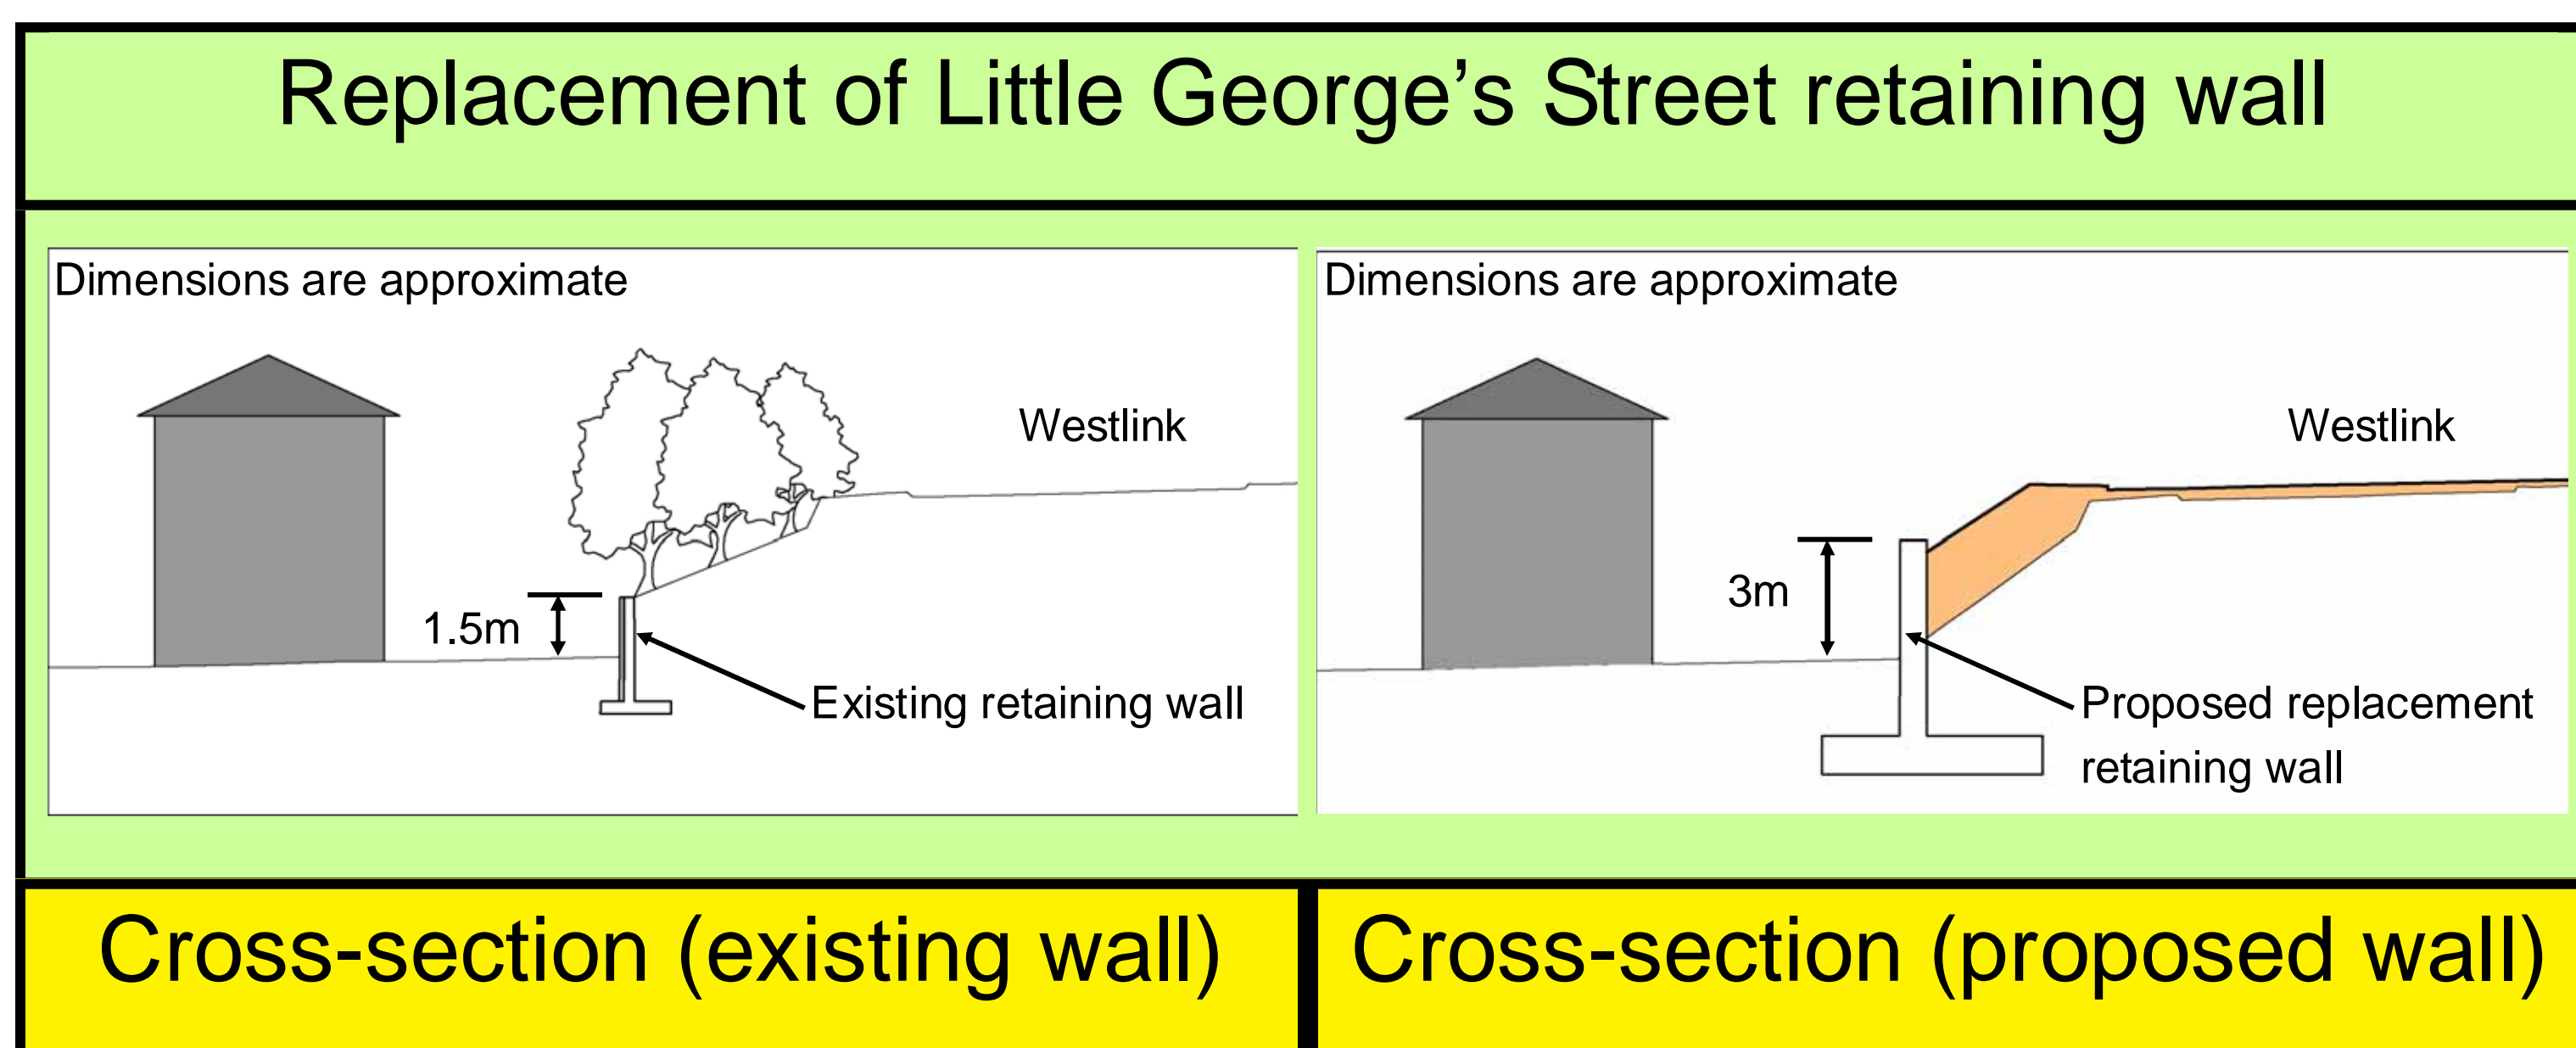 Replacement of Little George’s Street retaining wall
Dimensions are approximate
Westlink
1.5m
Existing retaining wall
Dimensions are approximate
Westlink
3m
Proposed replacement
retaining wall
Cross-section (existing wall)
Cross-section (proposed wall)